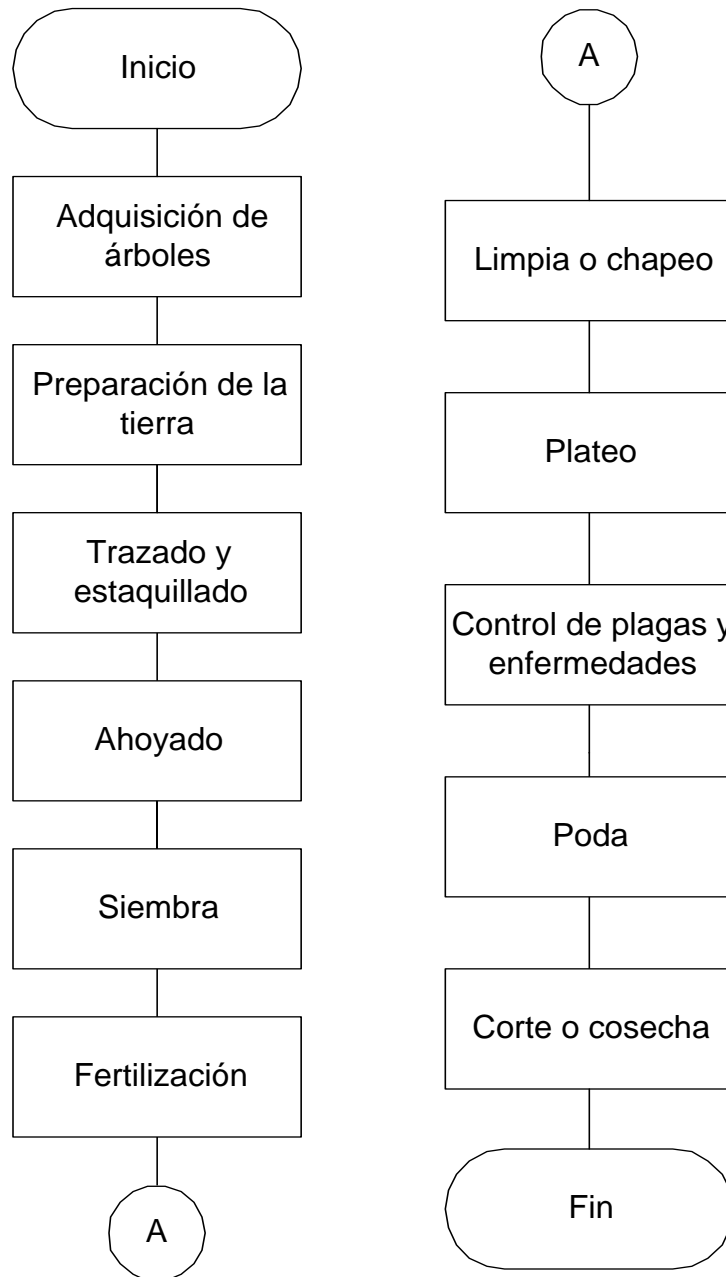 Inicio
Adquisición de
árboles
Preparación de la
tierra
Trazado y
estaquillado
Ahoyado
Siembra
Fertilización
A
A
Limpia o chapeo
Plateo
Control de plagas y
enfermedades
Poda
Corte o cosecha
Fin